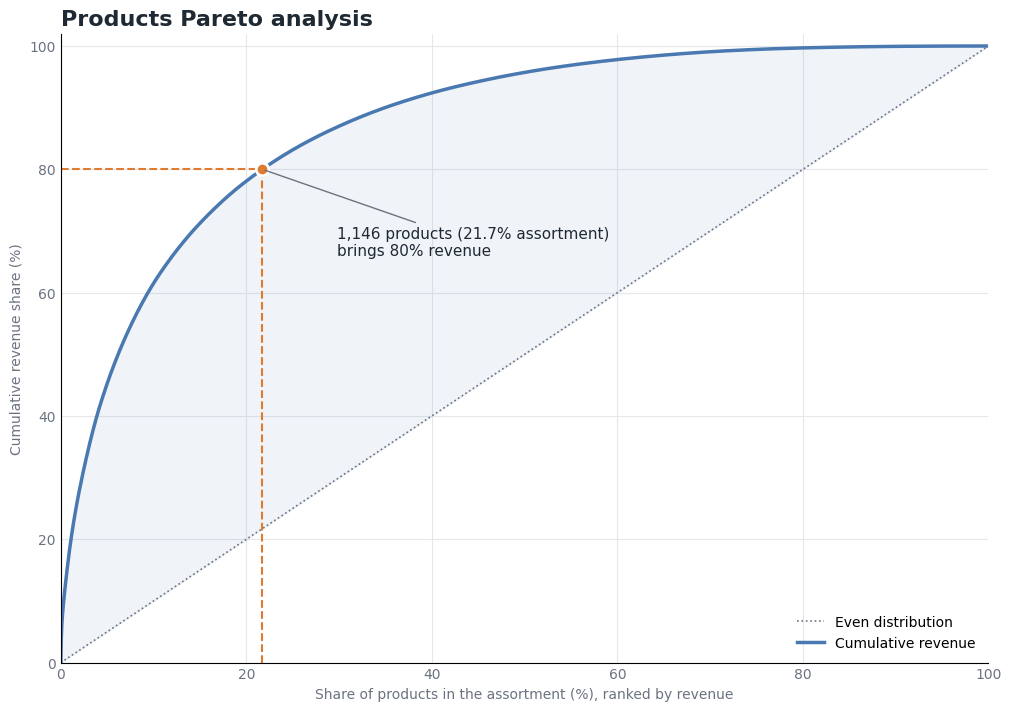 Products Pareto analysis
100
80
60
40
20
0
Cumulative revenue share (%)
1,146 products (21.7% assortment)
brings 80% revenue
Even distribution
Cumulative revenue
0
20
40
60
80
100
Share of products in the assortment (%), ranked by revenue